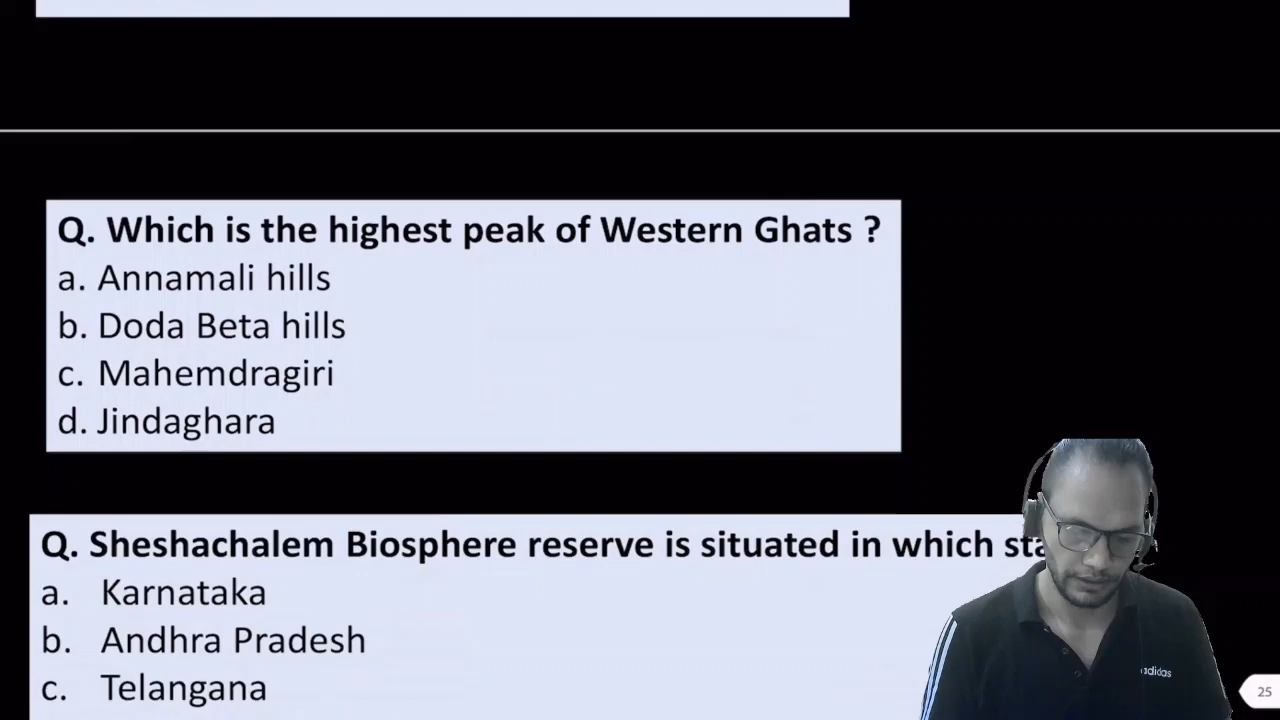 Q. Which is the highest peak of Western Ghats ?
a. Annamali hills
b. Doda Beta hills
c. Mahemdragiri
d. Jindaghara
Q. Sheshachalem Biosphere reserve is situated in which
a. Karnataka
b. Andhra Pradesh
c. Telangana
adidas
25